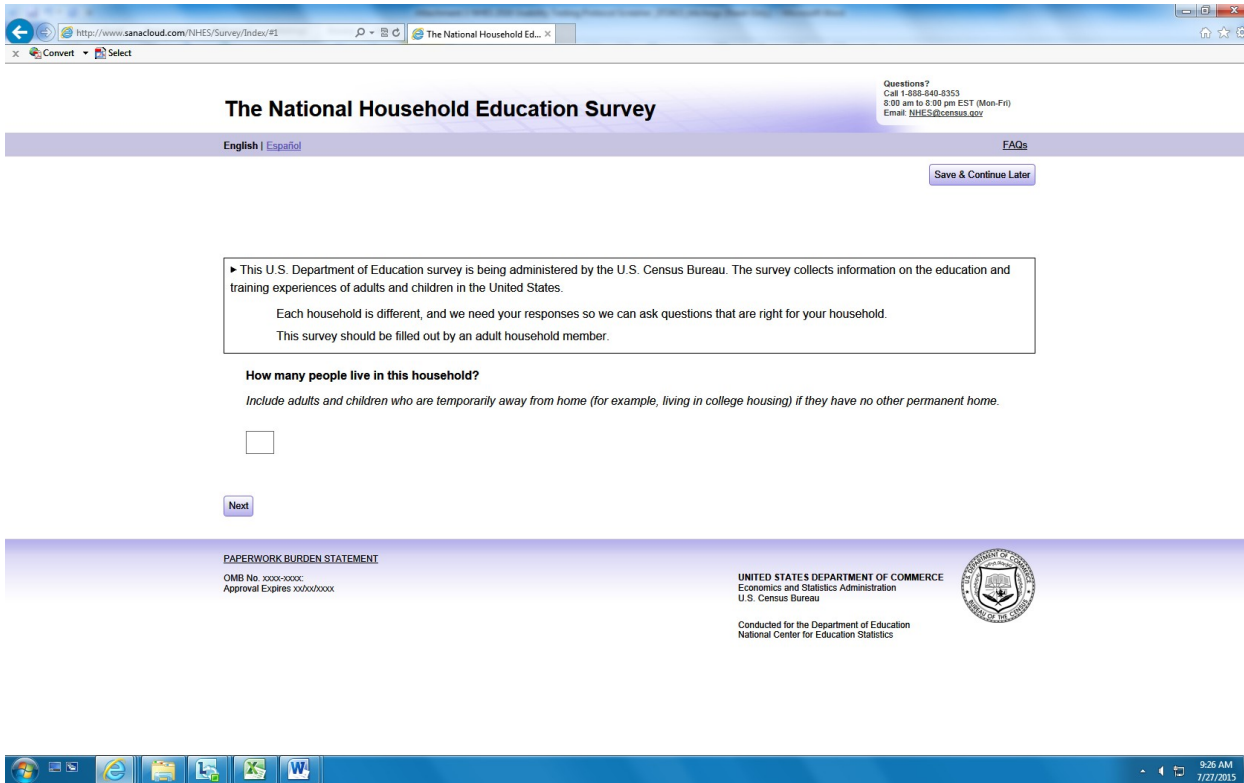 http://www.sanacloud.com/NHES/Survey/Index/#1
The National Household Ed...
x Convert Select
Questions?
Call 1-888-840-8353
8:00 am to 8:00 pm EST (Mon-Fri)
Email: NHES@census.gov
The National Household Education Survey
English | Español
FAQs
Save & Continue Later
► This U.S. Department of Education survey is being administered by the U.S. Census Bureau. The survey collects information on the education and
training experiences of adults and children in the United States.
Each household is different, and we need your responses so we can ask questions that are right for your household.
This survey should be filled out by an adult household member.
How many people live in this household?
Include adults and children who are temporarily away from home (for example, living in college housing) if they have no other permanent home.
Next
PAPERWORK BURDEN STATEMENT
OMB No. xxxx-xxxx:
Approval Expires xx/xx/xxxx
UNITED STATES DEPARTMENT OF COMMERCE
Economics and Statistics Administration
U.S. Census Bureau
Conducted for the Department of Education
National Center for Education Statistics
U.S. DEPARTMENT OF COMMERCE
BUREAU OF THE CENSUS
9:26 AM
7/27/2015